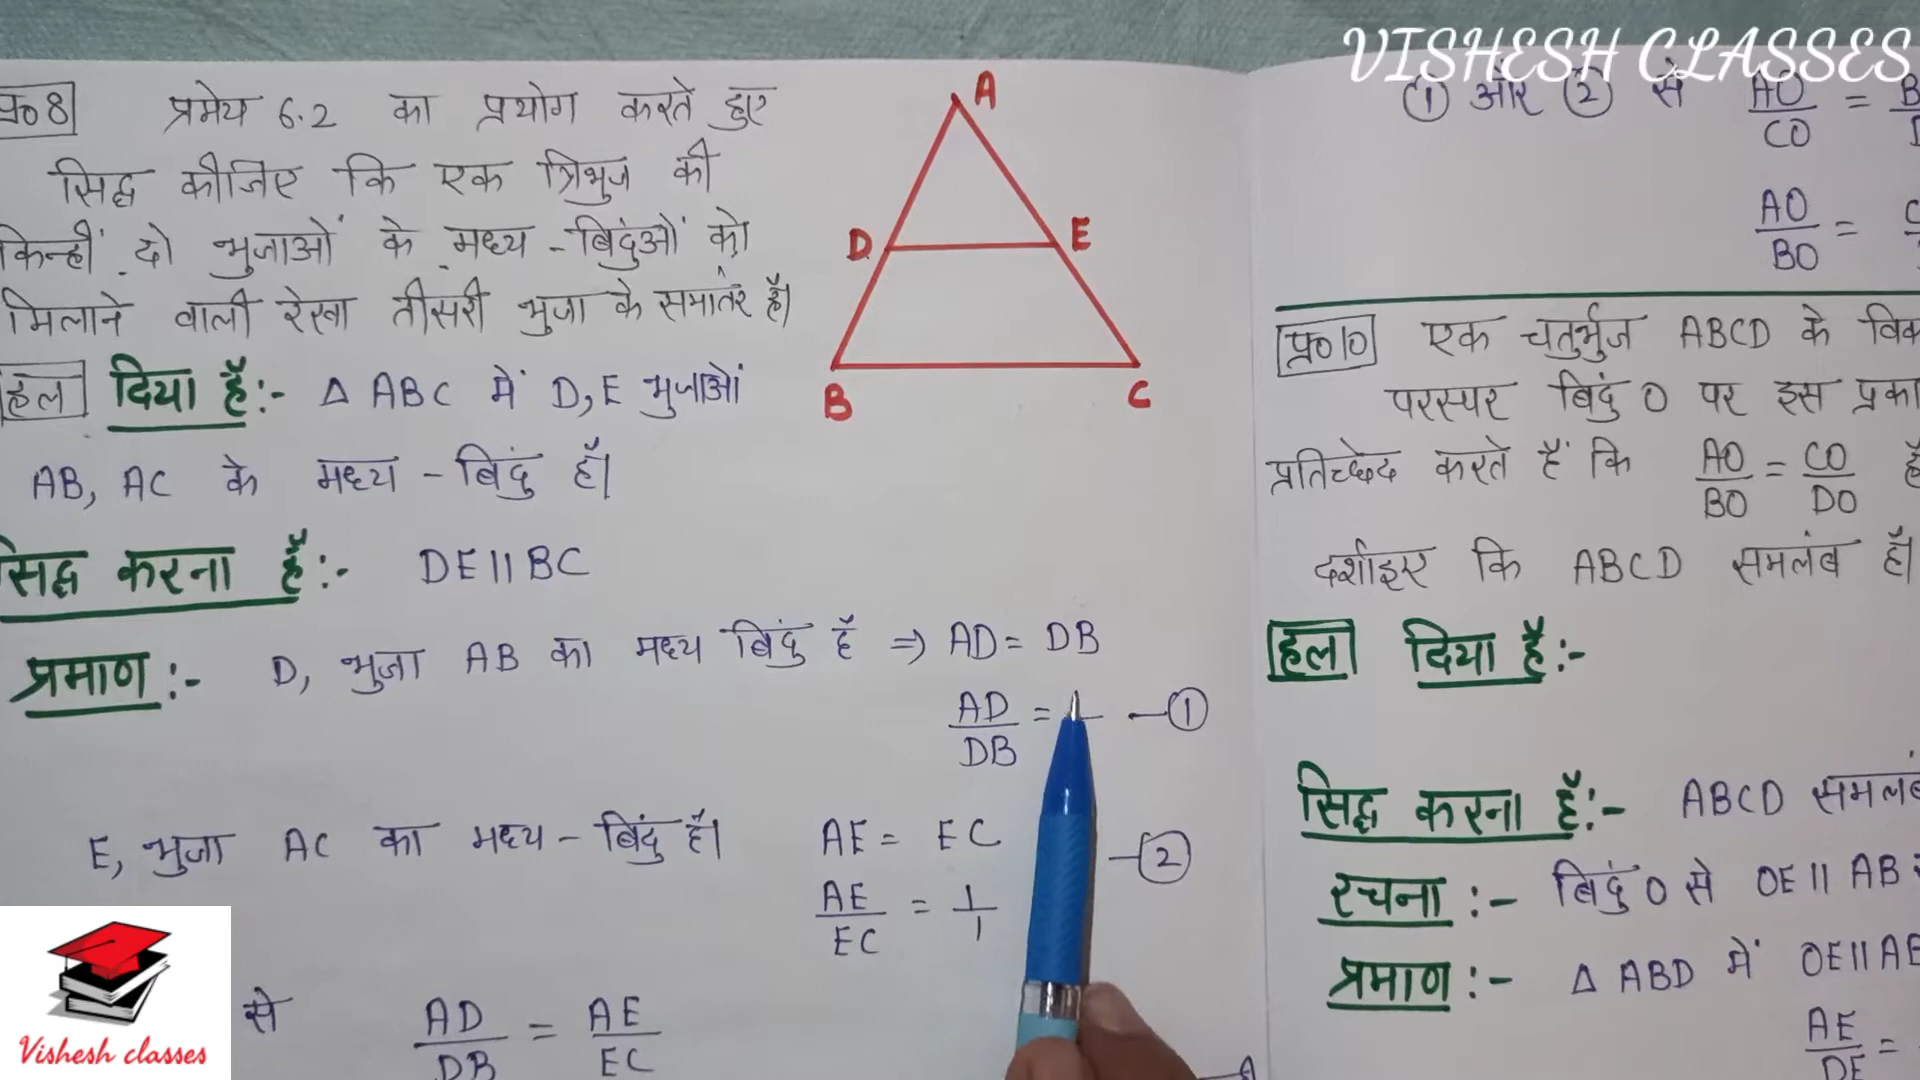 VISHESH CLASSES
प्र०8 प्रमेय 6.2 का प्रयोग करते हुए
सिद्ध कीजिए कि एक त्रिभुज की
किन्हीं दो भुजाओं के मध्य-बिंदुओं को
मिलाने वाली रेखा तीसरी भुजा के समांतर है।
A
D E
B C
हल दिया है:- Δ ABC में D, E भुजाओं
AB, AC के मध्य-बिंदु हैं।
सिद्ध करना है:- DE||BC
प्रमाण:- D, भुजा AB का मध्य बिंदु है ⇒ AD = DB
AD/DB = —①
E, भुजा AC का मध्य-बिंदु है। AE = EC —②
AE/EC = 1/1
से AD/DB = AE/EC
① और ② से AO/CO =
AO/BO =
प्र०10 एक चतुर्भुज ABCD के
परस्पर बिंदु O पर इस
प्रतिच्छेद करते हैं कि AO/BO = CO/DO
दर्शाइए कि ABCD समलंब है।
हल दिया है:-
सिद्ध करना है:- ABCD
रचना:- बिंदु O से OE || AB
प्रमाण:- Δ ABD में OE||AB
AE/DE =
Vishesh classes